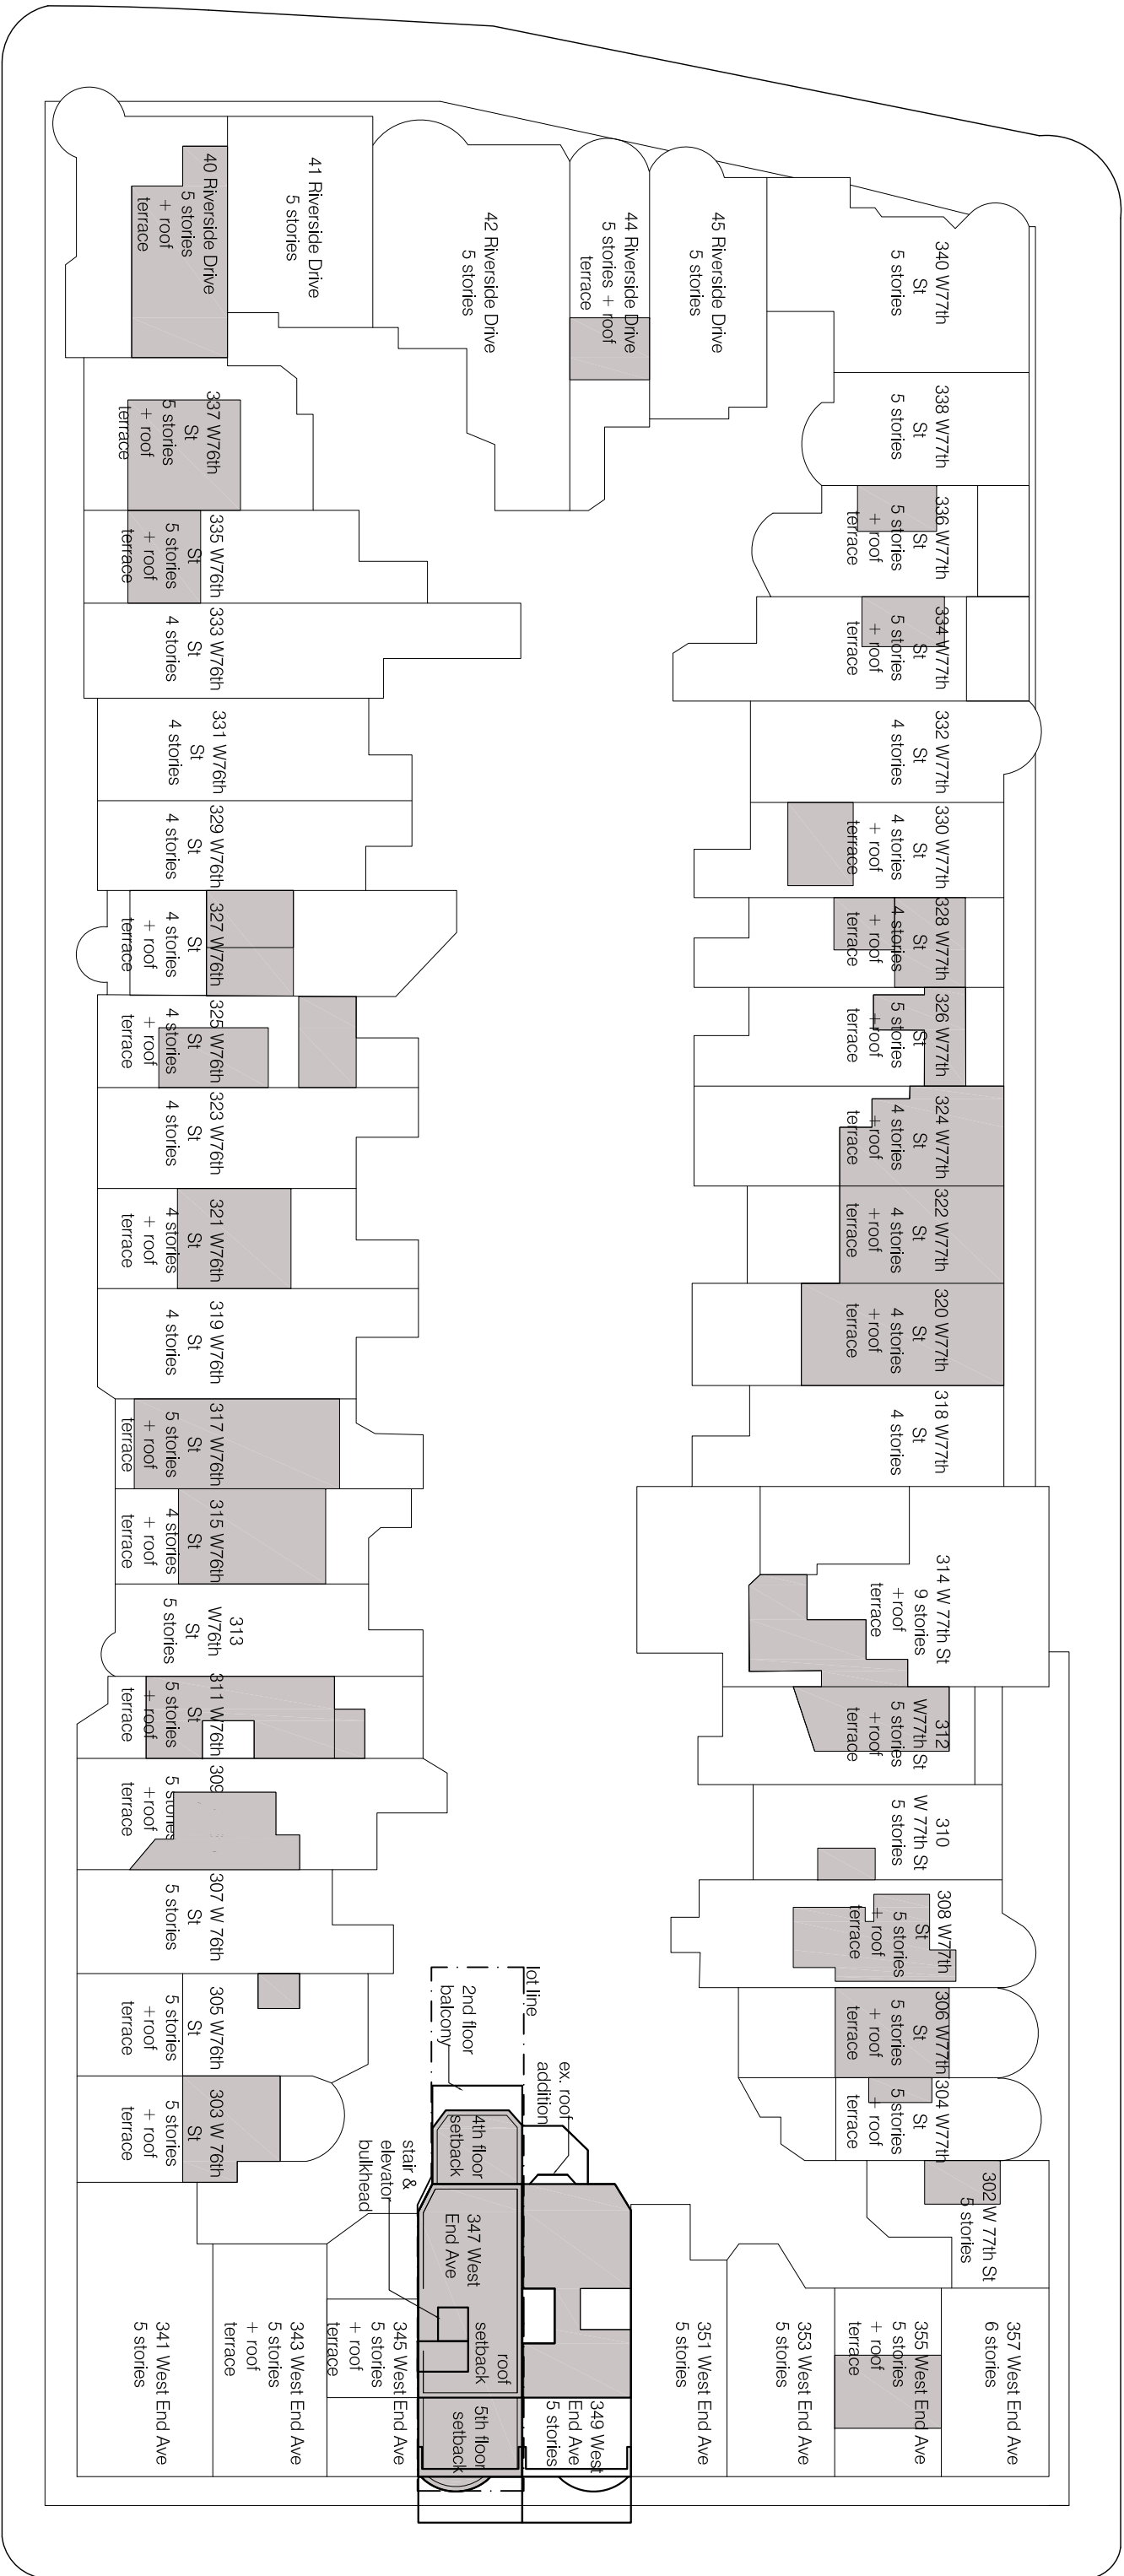 40 Riverside Drive
5 stories
+ roof
terrace
41 Riverside Drive
5 stories
42 Riverside Drive
5 stories
44 Riverside Drive
5 stories + roof
terrace
45 Riverside Drive
5 stories
340 W77th
St
5 stories
338 W77th
St
5 stories
336 W77th
St
5 stories
+ roof
terrace
334 W77th
St
5 stories
+ roof
terrace
332 W77th
St
4 stories
330 W77th
St
4 stories
+ roof
terrace
328 W77th
St
4 stories
+ roof
terrace
326 W77th
St
5 stories
+roof
terrace
324 W77th
St
4 stories
+roof
terrace
322 W77th
St
4 stories
+roof
terrace
320 W77th
St
4 stories
+roof
terrace
318 W77th
St
4 stories
314 W 77th St
9 stories
+roof
terrace
312
W77th St
5 stories
+roof
terrace
310
W 77th St
5 stories
308 W77th
St
5 stories
+ roof
terrace
306 W77th
St
5 stories
+ roof
terrace
304 W77th
St
5 stories
+ roof
terrace
302 W 77th St
5 stories
337 W76th
St
5 stories
+ roof
terrace
335 W76th
St
5 stories
+ roof
terrace
333 W76th
St
4 stories
331 W76th
St
4 stories
329 W76th
St
4 stories
327 W76th
St
4 stories
+ roof
terrace
325 W76th
St
4 stories
+ roof
terrace
323 W76th
St
4 stories
321 W76th
St
4 stories
+ roof
terrace
319 W76th
St
4 stories
317 W76th
St
5 stories
+ roof
terrace
315 W76th
St
4 stories
+ roof
terrace
313
W76th
St
5 stories
311 W76th
St
5 stories
+ roof
terrace
309
5 stories
+roof
terrace
307 W 76th
St
5 stories
305 W76th
St
5 stories
+roof
terrace
303 W 76th
St
5 stories
+ roof
terrace
lot line
2nd floor
balcony
ex. roof
addition
4th floor
setback
stair &
elevator
bulkhead
347 West
End Ave
roof
setback
5th floor
setback
341 West End Ave
5 stories
343 West End Ave
5 stories
+ roof
terrace
345 West End Ave
5 stories
+ roof
terrace
349 West
End Ave
5 stories
351 West End Ave
5 stories
353 West End Ave
5 stories
355 West End Ave
5 stories
+ roof
terrace
357 West End Ave
6 stories